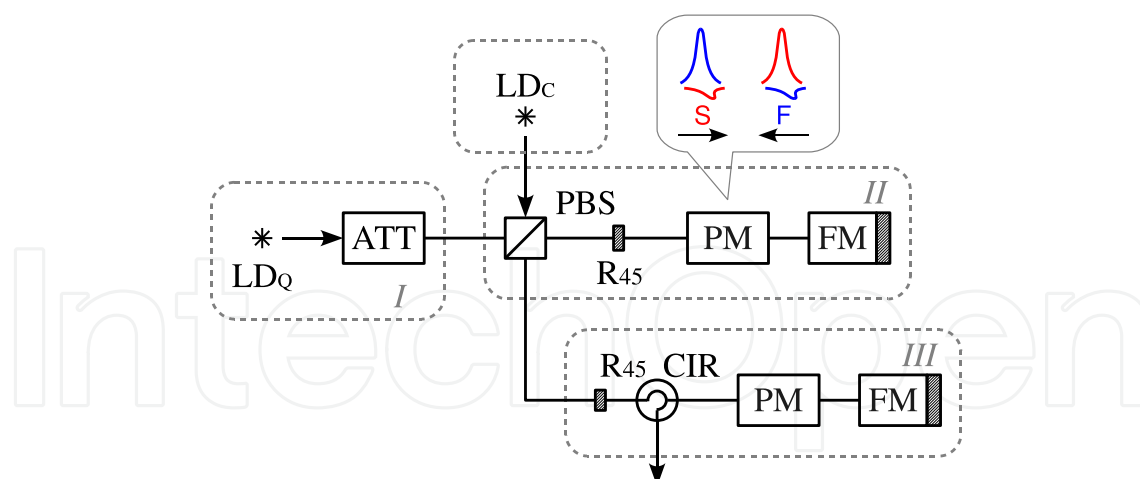 LDC
S F
II
PBS
ATT
PM
FM
LDQ
R45
I
III
R45 CIR
PM
FM
IntechOpen